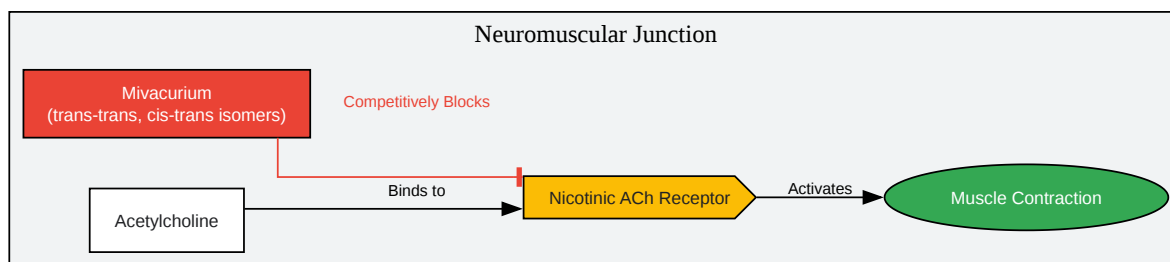 Neuromuscular Junction
Mivacurium
(trans-trans, cis-trans isomers)
Competitively Blocks
Binds to
Acetylcholine
Nicotinic ACh Receptor
Activates
Muscle Contraction